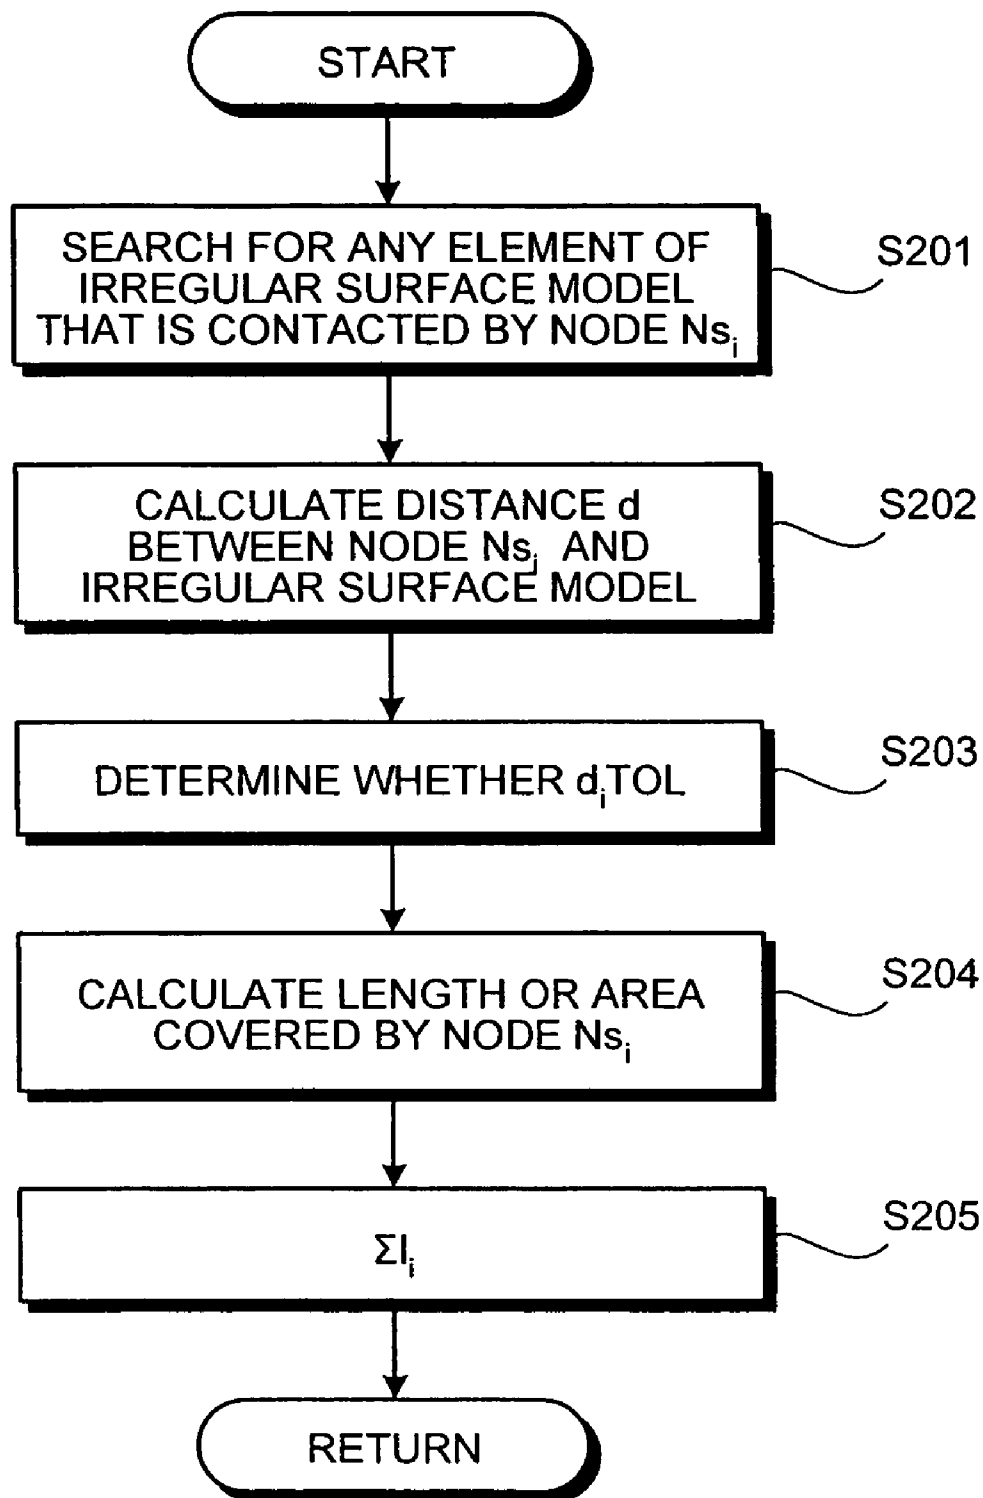 START
SEARCH FOR ANY ELEMENT OF
IRREGULAR SURFACE MODEL
THAT IS CONTACTED BY NODE Nsᵢ
S201
CALCULATE DISTANCE d
BETWEEN NODE Nsᵢ AND
IRREGULAR SURFACE MODEL
S202
DETERMINE WHETHER dᵢTOL
S203
CALCULATE LENGTH OR AREA
COVERED BY NODE Nsᵢ
S204
Σlᵢ
S205
RETURN